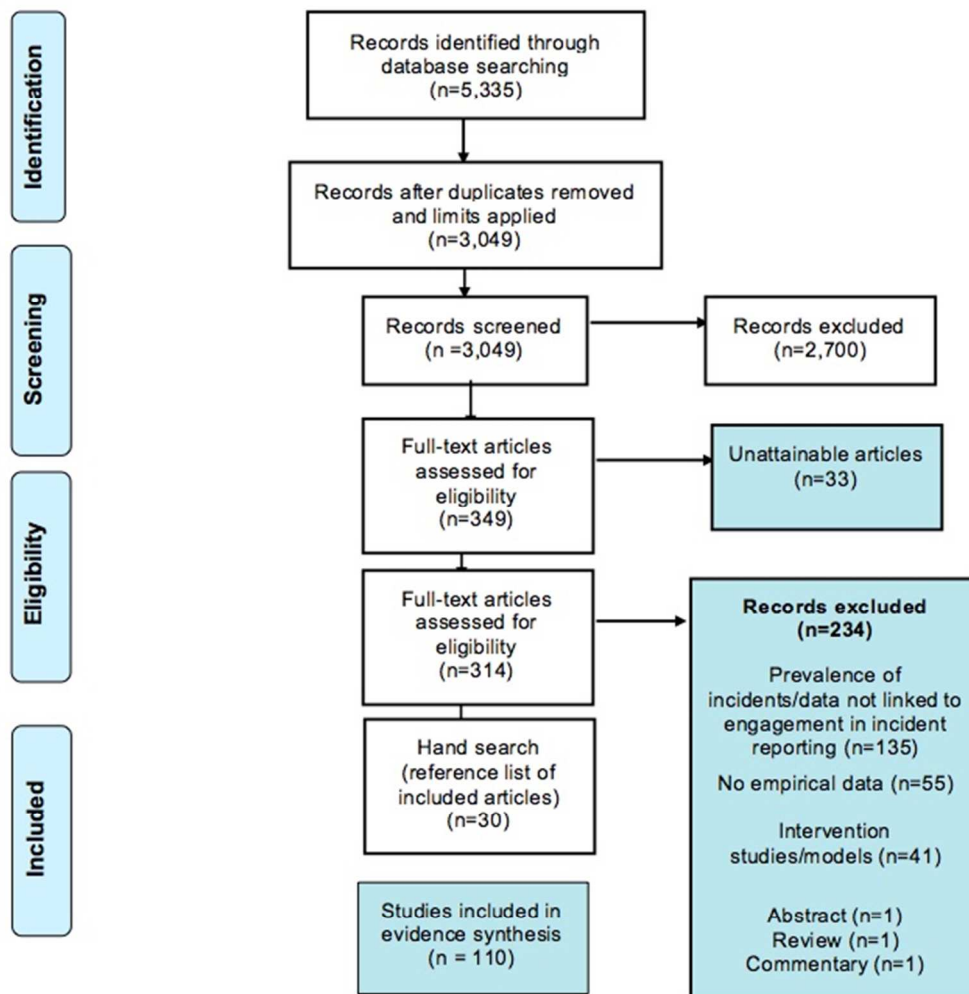 Identification
Records identified through
database searching
(n=5,335)
Records after duplicates removed
and limits applied
(n=3,049)
Screening
Records screened
(n =3,049)
Records excluded
(n=2,700)
Eligibility
Full-text articles
assessed for
eligibility
(n=349)
Unattainable articles
(n=33)
Full-text articles
assessed for
eligibility
(n=314)
Records excluded
(n=234)
Prevalence of
incidents/data not linked to
engagement in incident
reporting (n=135)
No empirical data (n=55)
Intervention
studies/models (n=41)
Abstract (n=1)
Review (n=1)
Commentary (n=1)
Included
Hand search
(reference list of
included articles)
(n=30)
Studies included in
evidence synthesis
(n = 110)